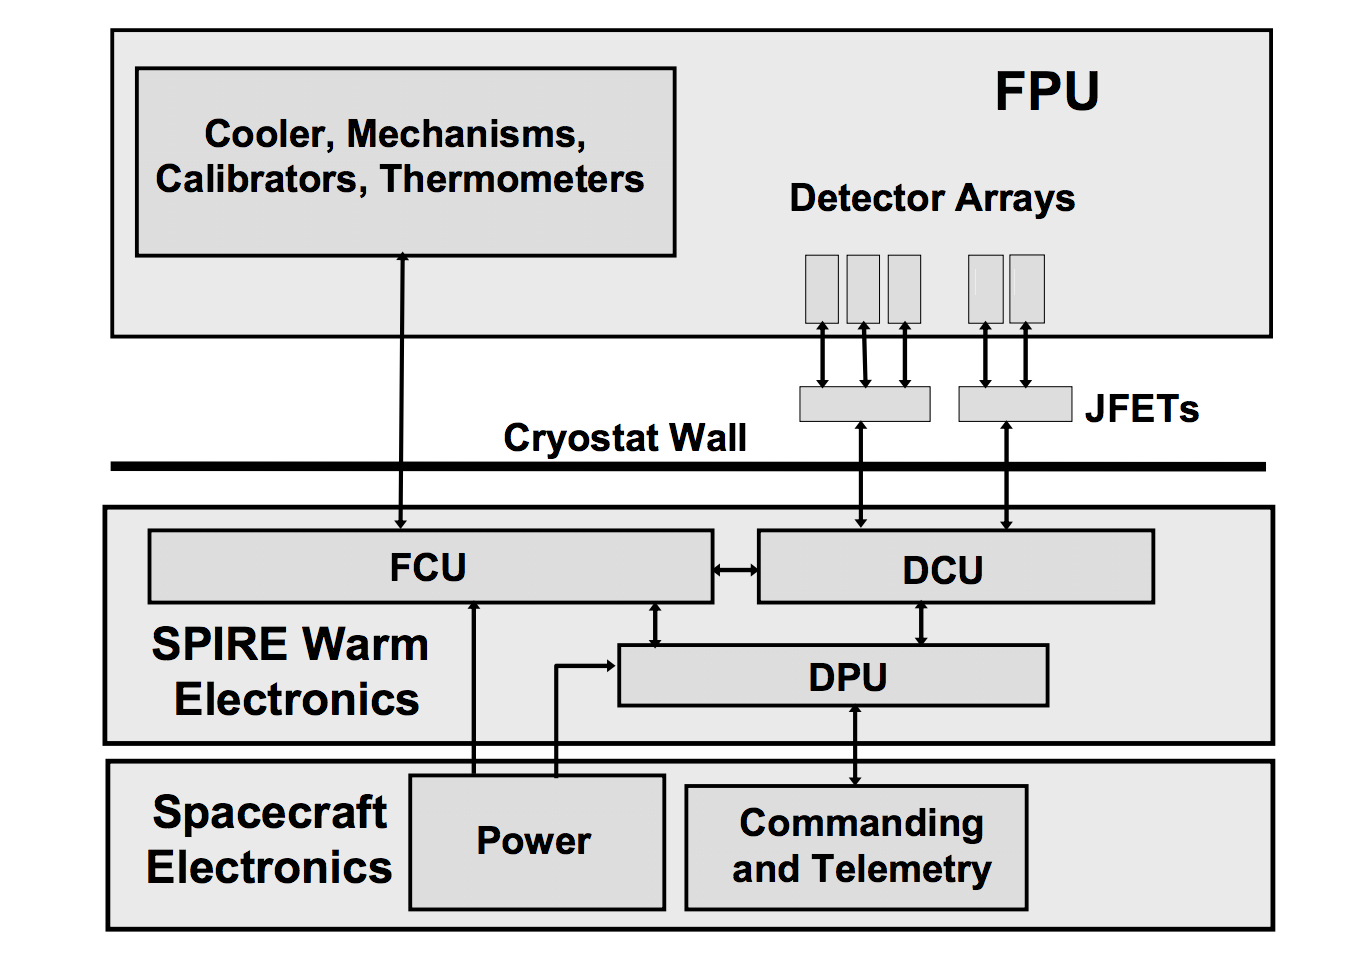 FPU
Cooler, Mechanisms,
Calibrators, Thermometers
Detector Arrays
JFETs
Cryostat Wall
FCU
DCU
SPIRE Warm
Electronics
DPU
Spacecraft
Electronics
Power
Commanding
and Telemetry